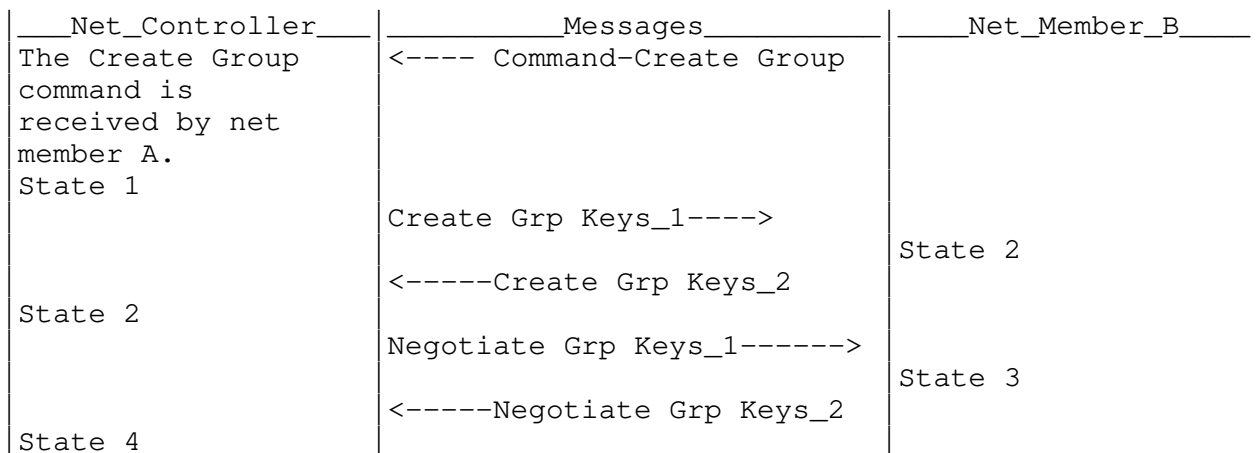 |___Net_Controller___|__________Messages__________|____Net_Member_B____
|The Create Group    |<---- Command-Create Group  |
|command is          |                            |
|received by net     |                            |
|member A.           |                            |
|State 1             |                            |
|                    |Create Grp Keys_1---->      |
|                    |                            |State 2
|                    |<-----Create Grp Keys_2     |
|State 2             |                            |
|                    |Negotiate Grp Keys_1------> |
|                    |                            |State 3
|                    |<-----Negotiate Grp Keys_2  |
|State 4             |                            |